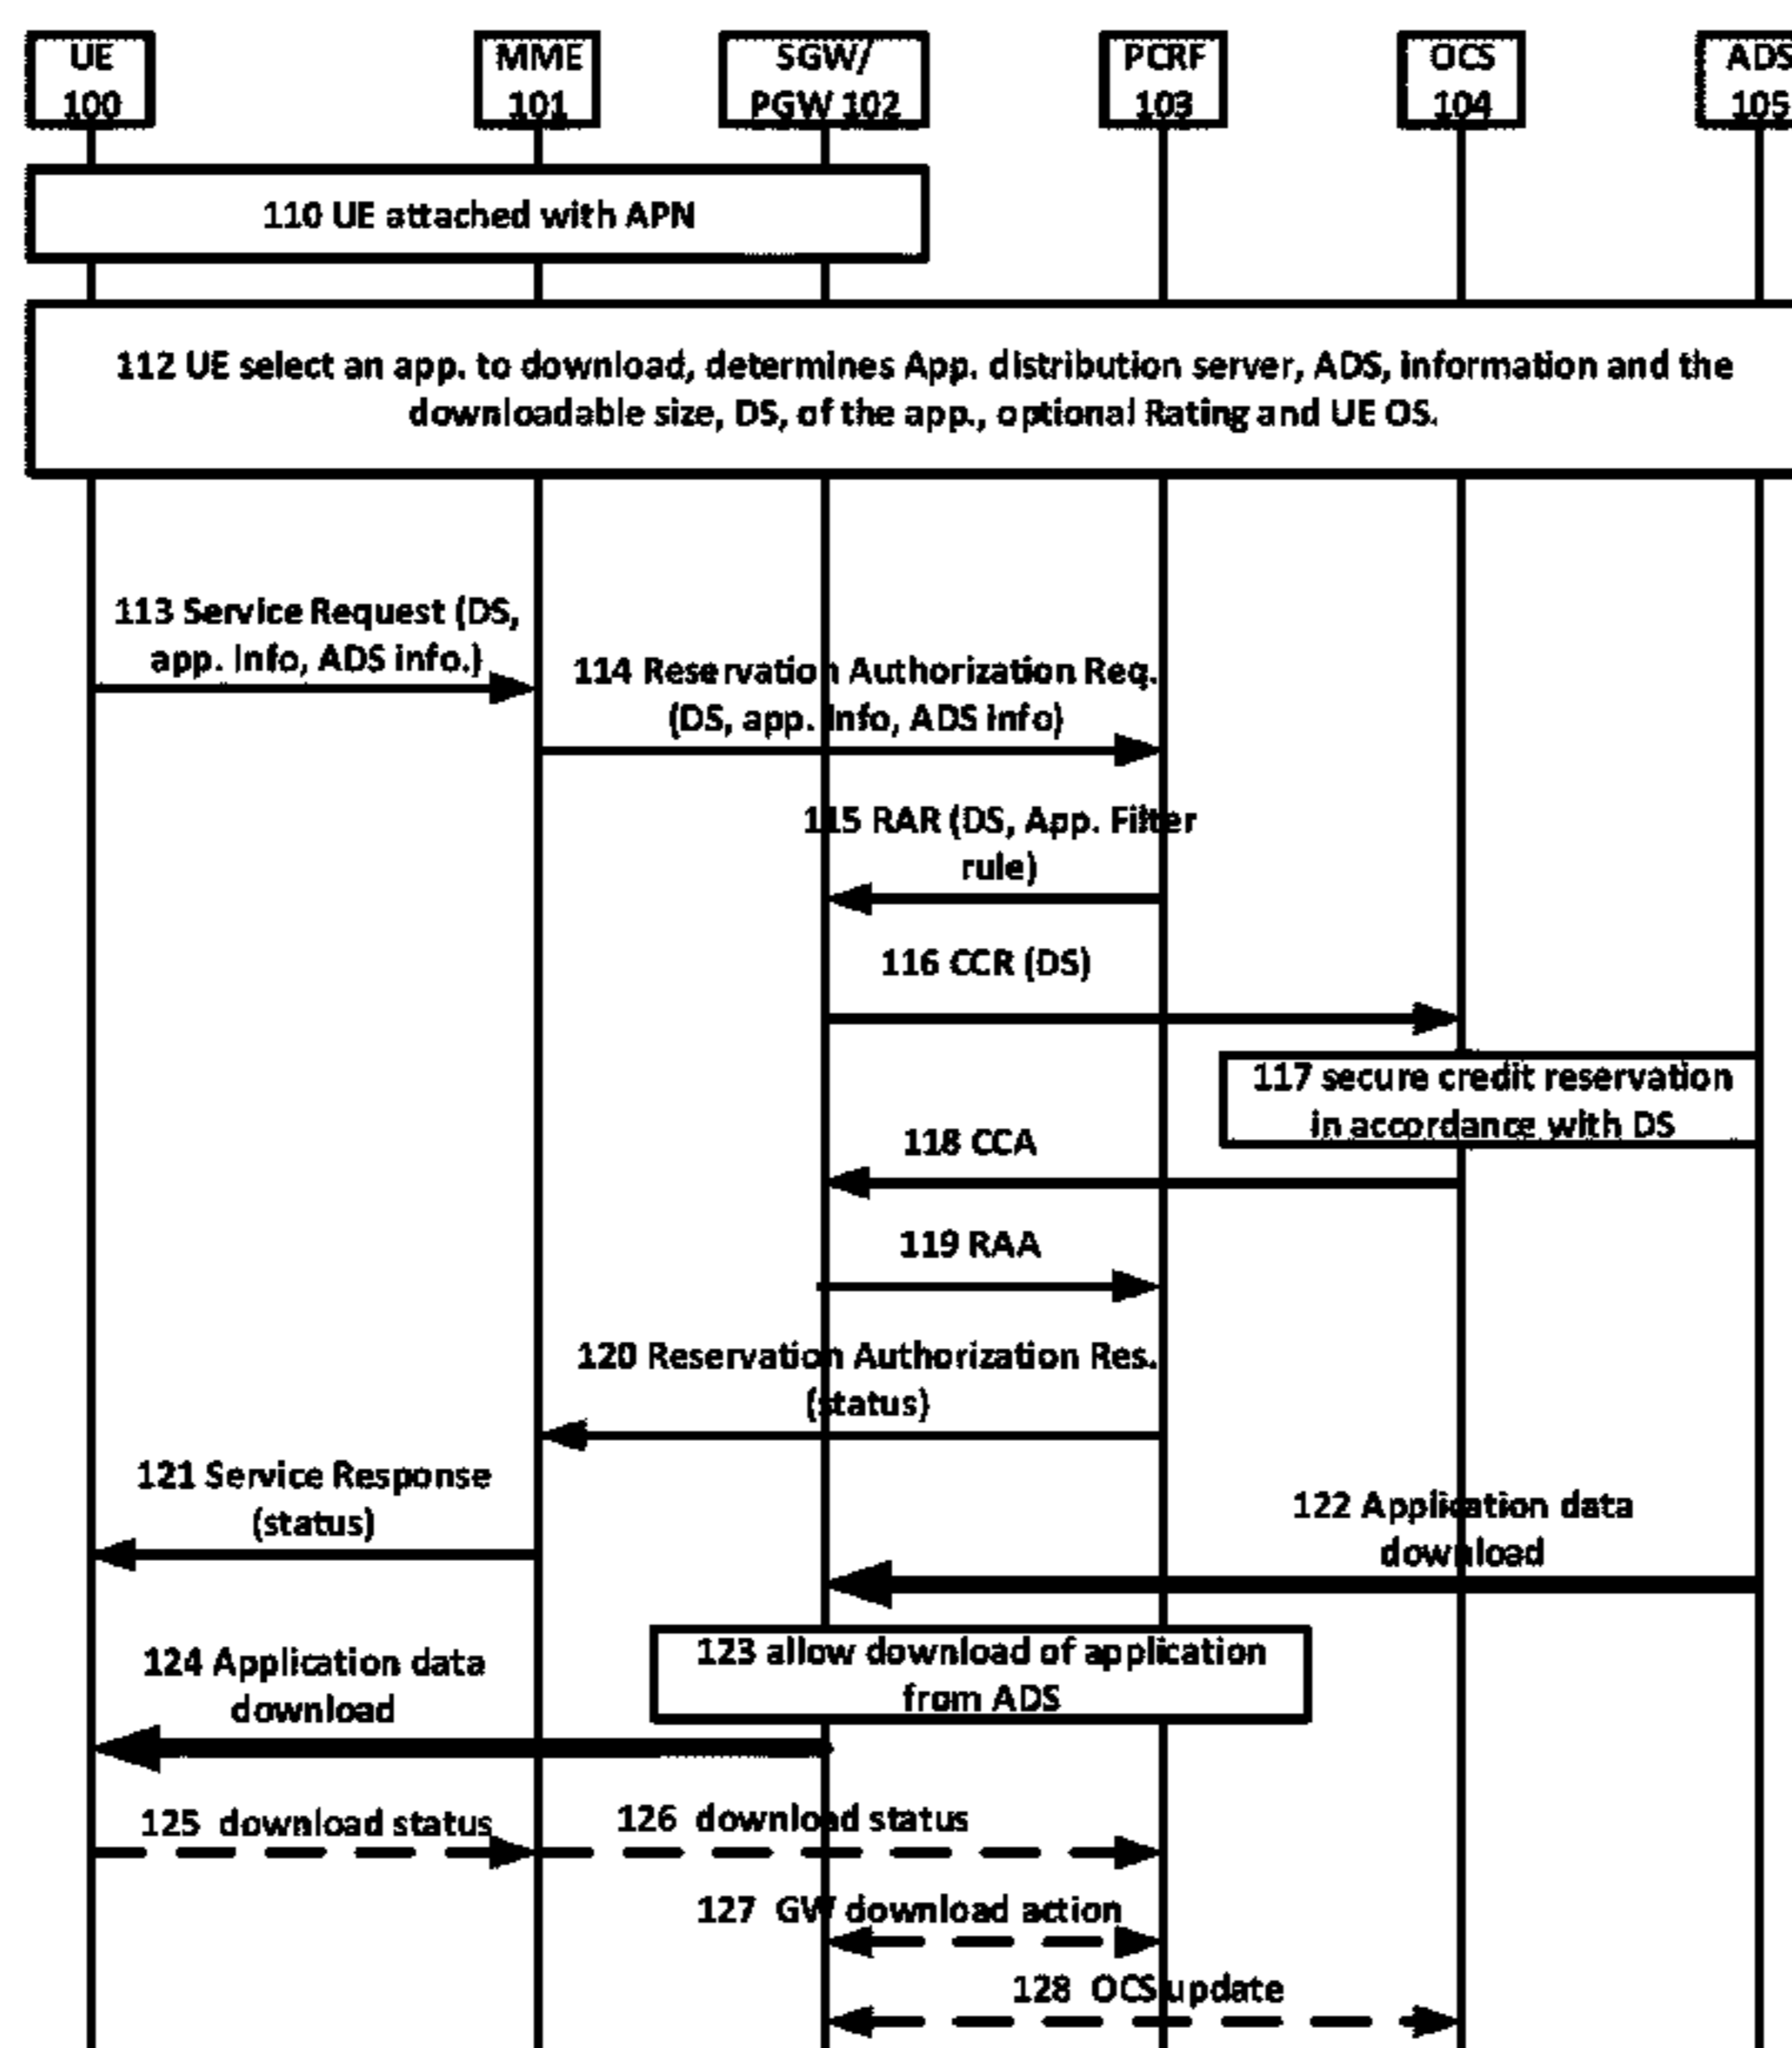 UE
100
MME
101
SGW/
PGW 102
PCRF
103
OCS
104
ADS
105
110 UE attached with APN
112 UE select an app. to download, determines App. distribution server, ADS, information and the
downloadable size, DS, of the app., optional Rating and UE OS.
113 Service Request (DS,
app. Info, ADS info.)
114 Reservation Authorization Req.
(DS, app. Info, ADS info)
115 RAR (DS, App. Filter
rule)
116 CCR (DS)
117 secure credit reservation
in accordance with DS
118 CCA
119 RAA
120 Reservation Authorization Res.
(status)
121 Service Response
(status)
122 Application data
download
123 allow download of application
from ADS
124 Application data
download
125 download status
126 download status
127 GW download action
128 OCS update